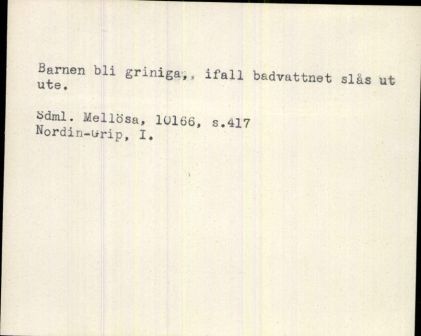 Barnen bli griniga,, ifall badvattnet slås ut
ute.
Sdml. Mellösa, 10166, s.417
Nordin-Grip, I.